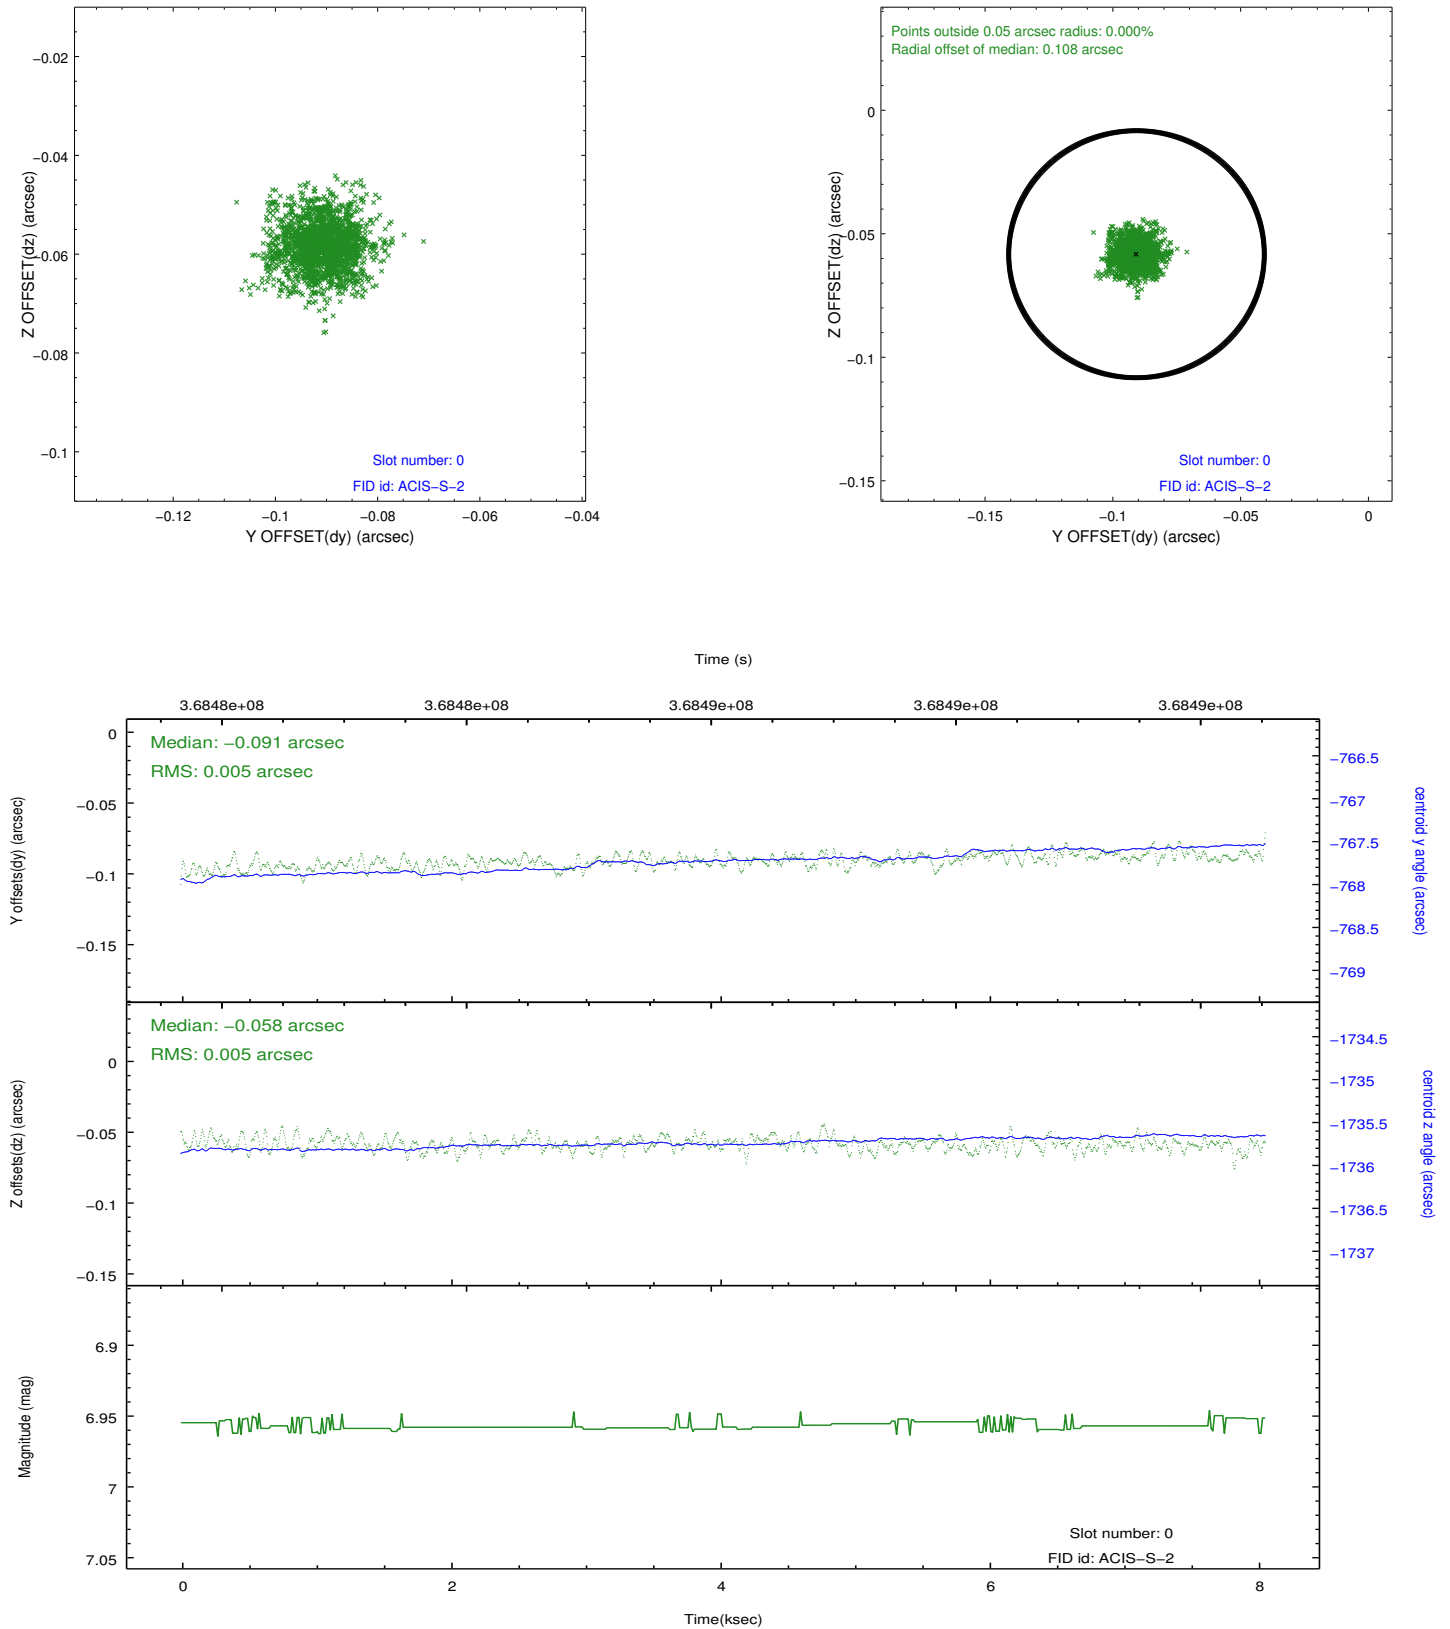 −0.02
−0.04
−0.06
−0.08
−0.1
Z OFFSET(dz) (arcsec)
Slot number: 0
FID id: ACIS−S−2
−0.12 −0.1 −0.08 −0.06 −0.04
Y OFFSET(dy) (arcsec)
Points outside 0.05 arcsec radius: 0.000%
Radial offset of median: 0.108 arcsec
0
−0.05
−0.1
−0.15
Z OFFSET(dz) (arcsec)
Slot number: 0
FID id: ACIS−S−2
−0.15 −0.1 −0.05 0
Y OFFSET(dy) (arcsec)
Time (s)
3.6848e+08 3.6848e+08 3.6849e+08 3.6849e+08 3.6849e+08
Median: −0.091 arcsec
RMS: 0.005 arcsec
0
−0.05
−0.1
−0.15
Y offsets(dy) (arcsec)
−766.5
−767
−767.5
−768
−768.5
−769
centroid y angle (arcsec)
Median: −0.058 arcsec
RMS: 0.005 arcsec
0
−0.05
−0.1
−0.15
Z offsets(dz) (arcsec)
−1734.5
−1735
−1735.5
−1736
−1736.5
−1737
centroid z angle (arcsec)
6.9
6.95
7
7.05
Magnitude (mag)
Slot number: 0
FID id: ACIS−S−2
0 2 4 6 8
Time(ksec)